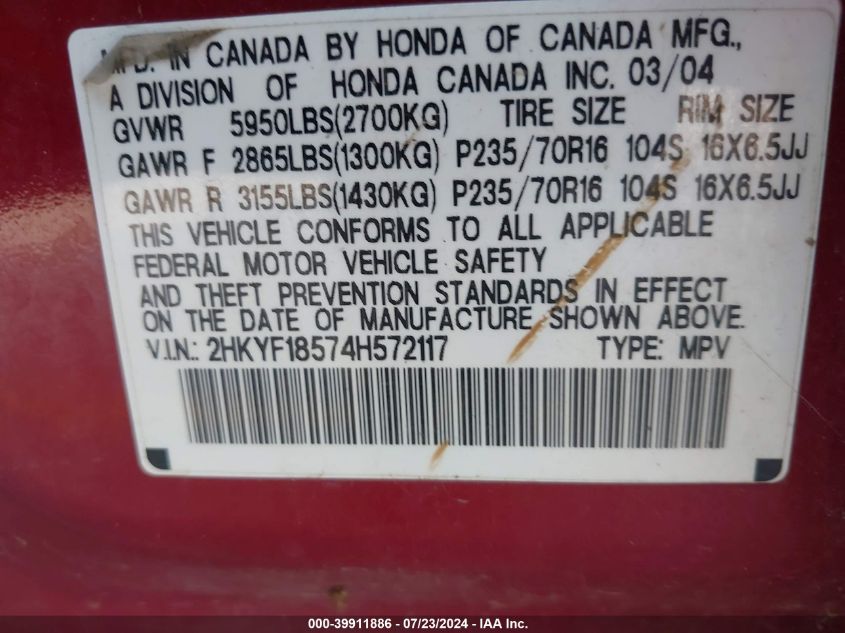 MFD. IN CANADA BY HONDA OF CANADA MFG.,
A DIVISION OF HONDA CANADA INC. 03/04
GVWR 5950LBS(2700KG) TIRE SIZE RIM SIZE
GAWR F 2865LBS(1300KG) P235/70R16 104S 16X6.5JJ
GAWR R 3155LBS(1430KG) P235/70R16 104S 16X6.5JJ
THIS VEHICLE CONFORMS TO ALL APPLICABLE
FEDERAL MOTOR VEHICLE SAFETY
AND THEFT PREVENTION STANDARDS IN EFFECT
ON THE DATE OF MANUFACTURE SHOWN ABOVE.
V.I.N.: 2HKYF18574H572117 TYPE: MPV
000-39911886 - 07/23/2024 - IAA Inc.